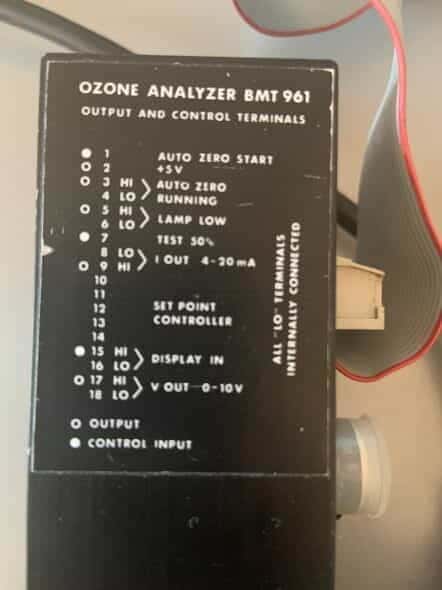 OZONE ANALYZER BMT 961
OUTPUT AND CONTROL TERMINALS
1 AUTO ZERO START
2 +5V
3 HI AUTO ZERO
4 LO RUNNING
5 HI
6 LO LAMP LOW
7 TEST 50%
8 LO
9 HI I OUT 4-20mA
10
11
12 SET POINT
13 CONTROLLER
14
15 HI
16 LO DISPLAY IN
17 HI
18 LO V OUT 0-10V
OUTPUT
CONTROL INPUT
ALL "LO" TERMINALS
INTERNALLY CONNECTED